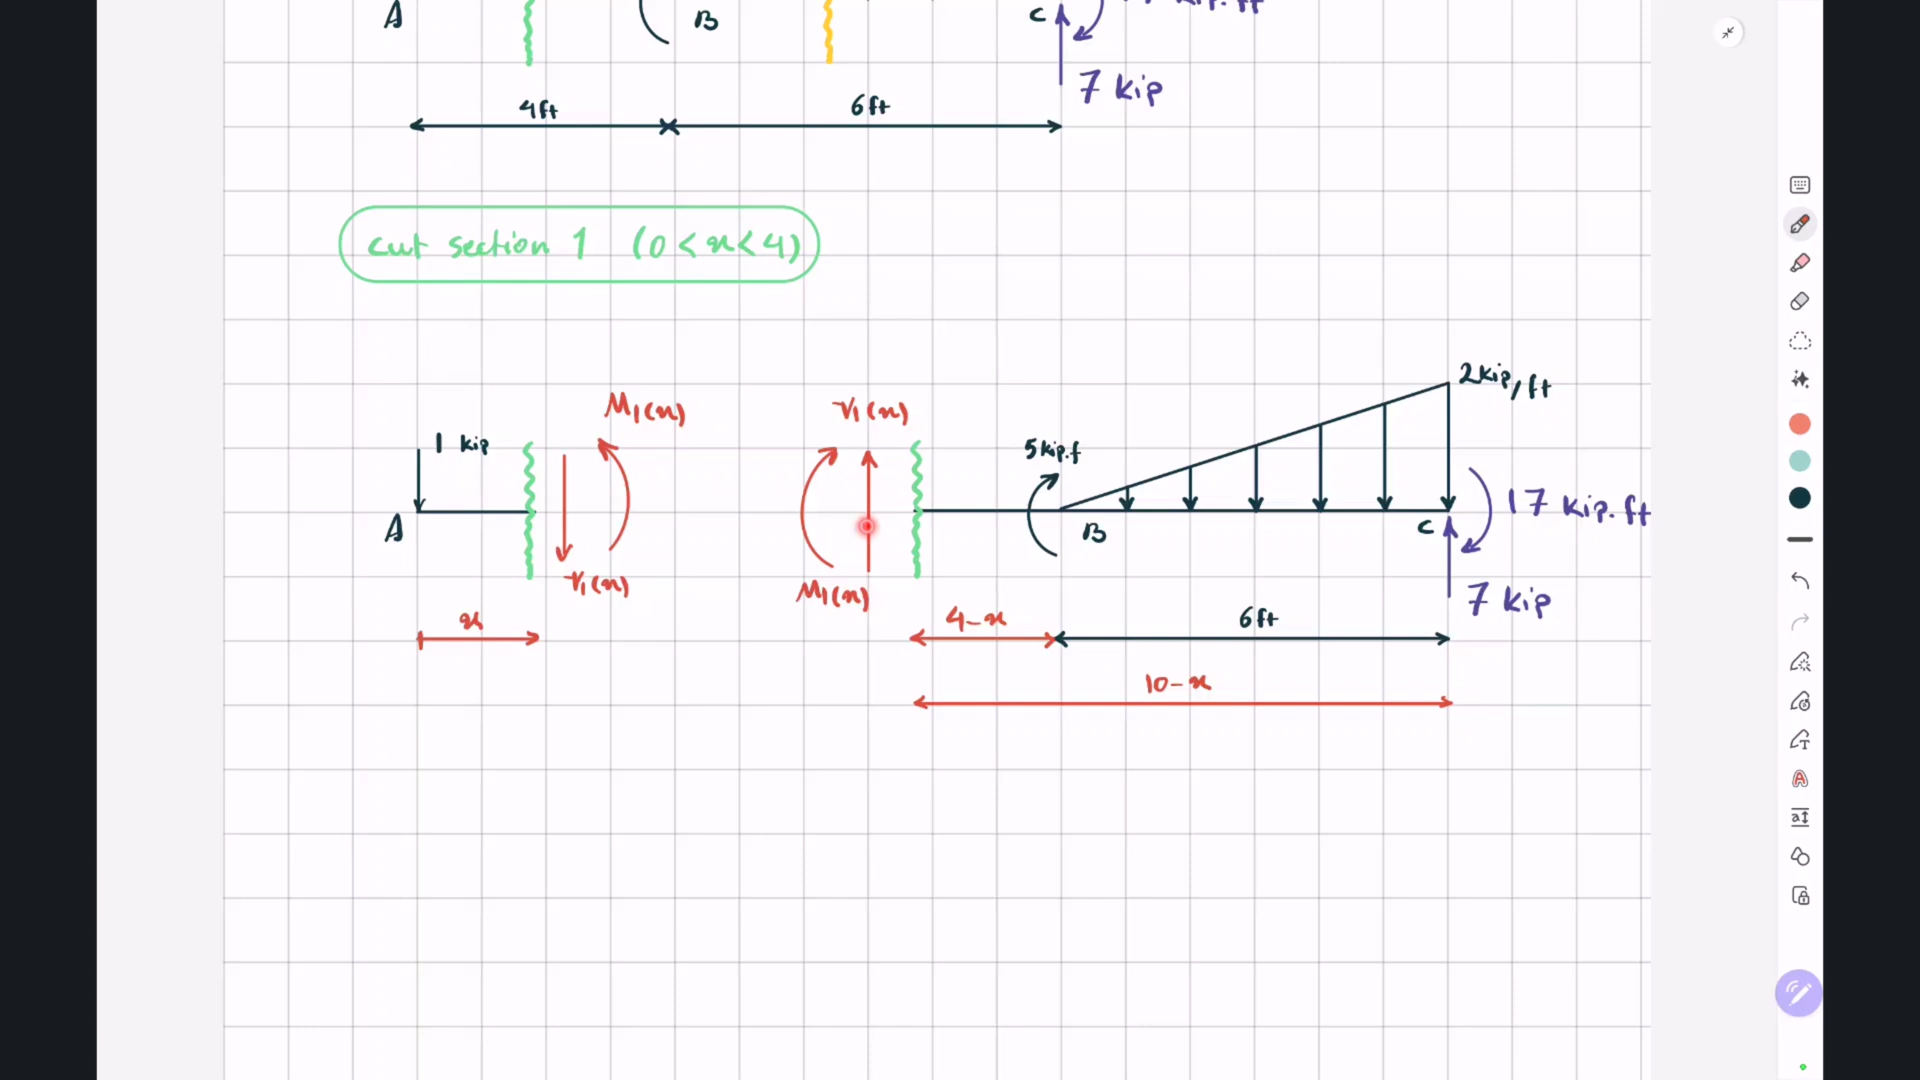 A
B
C
7 kip
4ft
6ft
cut section 1 (0<x<4)
M1(x)
V1(x)
2kip/ft
1 kip
5kip.f
A
B
C
17 kip.ft
V1(x)
M1(x)
7 kip
x
4-x
6ft
10-x